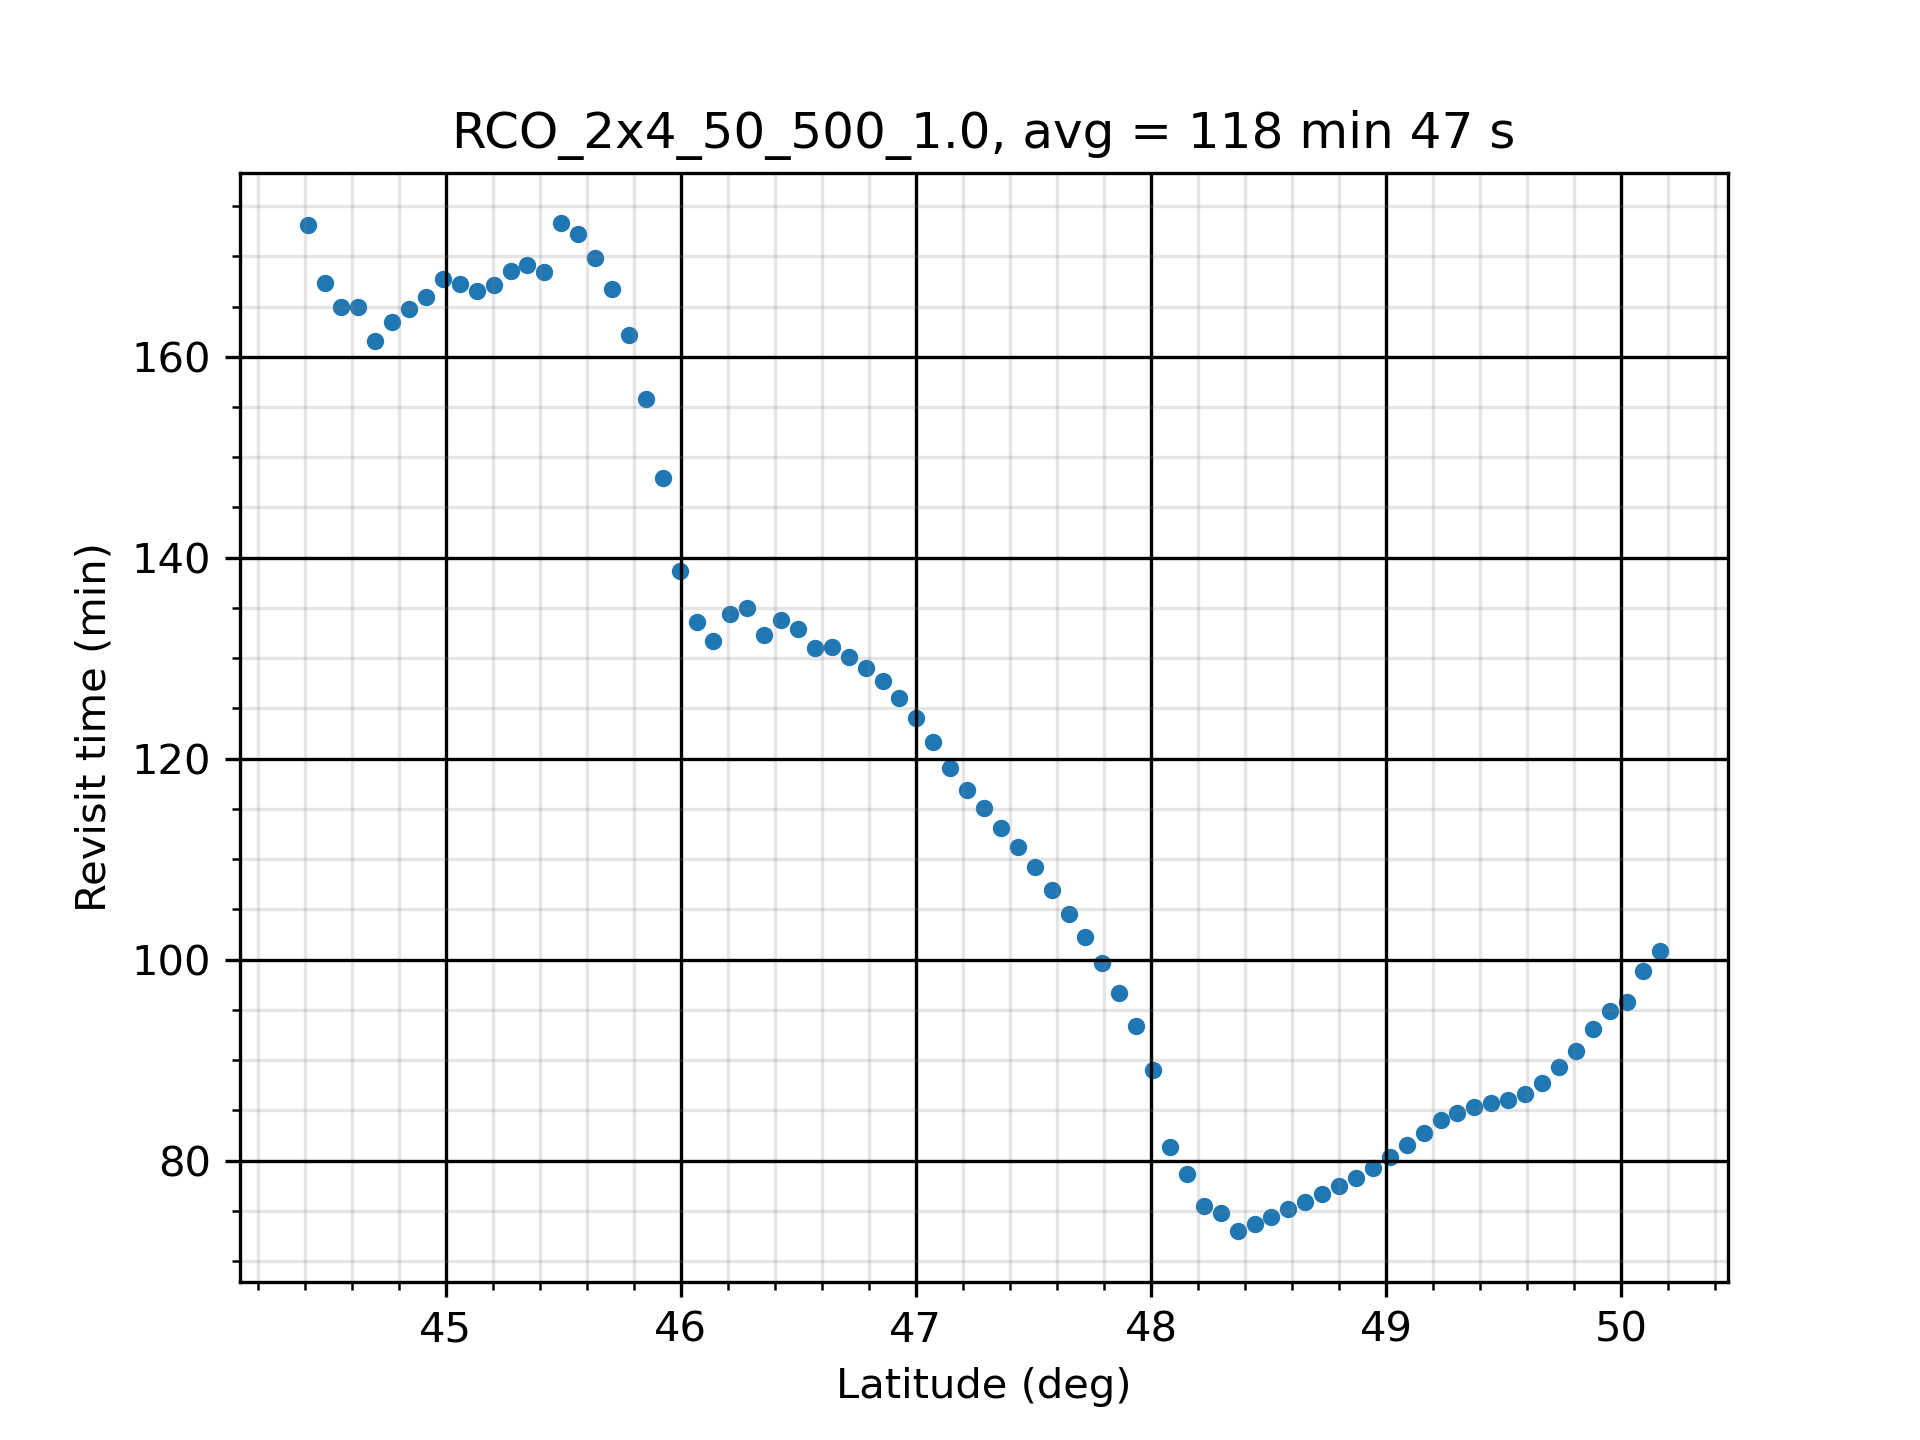 RCO_2x4_50_500_1.0, avg = 118 min 47 s
160
140
120
100
80
Revisit time (min)
45 46 47 48 49 50
Latitude (deg)